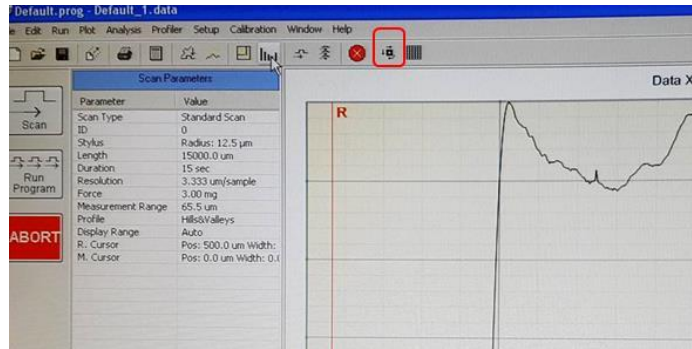 Default.prog - Default_1.data
e Edit Run Plot Analysis Profiler Setup Calibration Window Help
Scan Parameters
Data X
Parameter Value
Scan Type Standard Scan
ID 0
Stylus Radius: 12.5 µm
Length 15000.0 um
Duration 15 sec
Resolution 3.333 um/sample
Force 3.00 mg
Measurement Range 65.5 um
Profile Hills&Valleys
Display Range Auto
R. Cursor Pos: 500.0 um Width:
M. Cursor Pos: 0.0 um Width: 0.0
Scan
Run
Program
ABORT
R